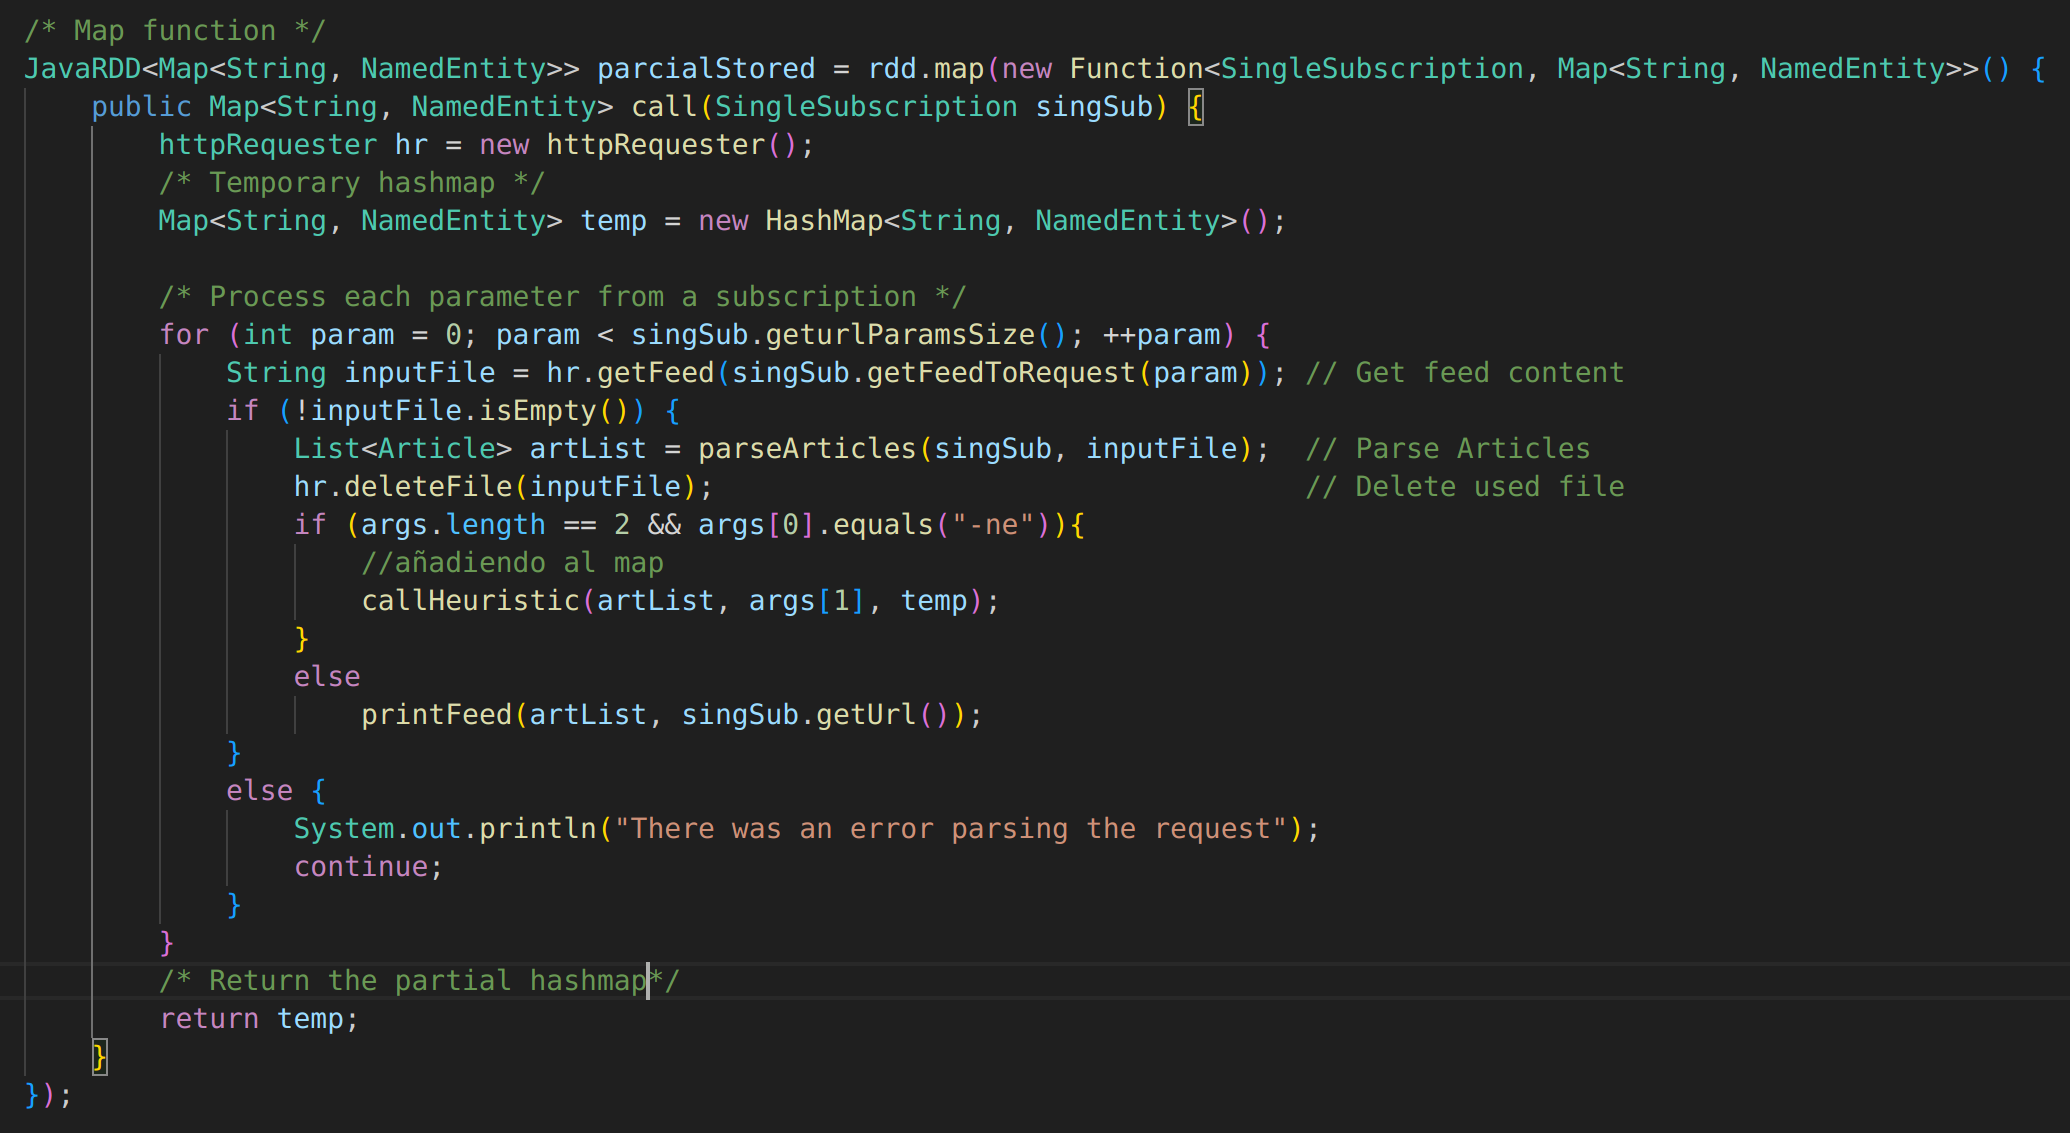 /* Map function */
JavaRDD<Map<String, NamedEntity>> parcialStored = rdd.map(new Function<SingleSubscription, Map<String, NamedEntity>>() {
    public Map<String, NamedEntity> call(SingleSubscription singSub) {
        httpRequester hr = new httpRequester();
        /* Temporary hashmap */
        Map<String, NamedEntity> temp = new HashMap<String, NamedEntity>();

        /* Process each parameter from a subscription */
        for (int param = 0; param < singSub.geturlParamsSize(); ++param) {
            String inputFile = hr.getFeed(singSub.getFeedToRequest(param)); // Get feed content
            if (!inputFile.isEmpty()) {
                List<Article> artList = parseArticles(singSub, inputFile);  // Parse Articles
                hr.deleteFile(inputFile);                                   // Delete used file
                if (args.length == 2 && args[0].equals("-ne")){
                    //añadiendo al map
                    callHeuristic(artList, args[1], temp);
                }
                else
                    printFeed(artList, singSub.getUrl());
            }
            else {
                System.out.println("There was an error parsing the request");
                continue;
            }
        }
        /* Return the partial hashmap*/
        return temp;
    }
});